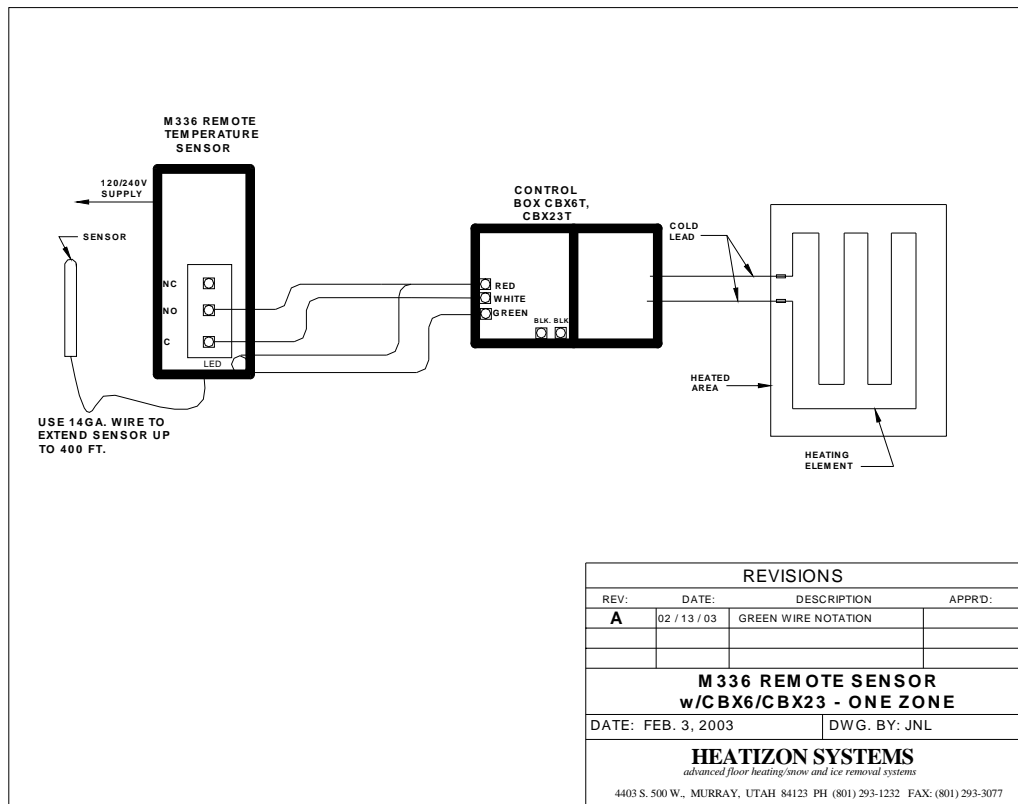 M336 REMOTE
TEMPERATURE
SENSOR
120/240V
SUPPLY
SENSOR
NC
NO
C
LED
USE 14GA. WIRE TO
EXTEND SENSOR UP
TO 400 FT.
CONTROL
BOX CBX6T,
CBX23T
RED
WHITE
GREEN
BLK. BLK
COLD
LEAD
HEATED
AREA
HEATING
ELEMENT
REVISIONS
REV: DATE: DESCRIPTION APPR'D:
A 02 / 13 / 03 GREEN WIRE NOTATION
M336 REMOTE SENSOR
w/CBX6/CBX23 - ONE ZONE
DATE: FEB. 3, 2003 DWG. BY: JNL
HEATIZON SYSTEMS
advanced floor heating/snow and ice removal systems
4403 S. 500 W., MURRAY, UTAH 84123 PH (801) 293-1232 FAX: (801) 293-3077